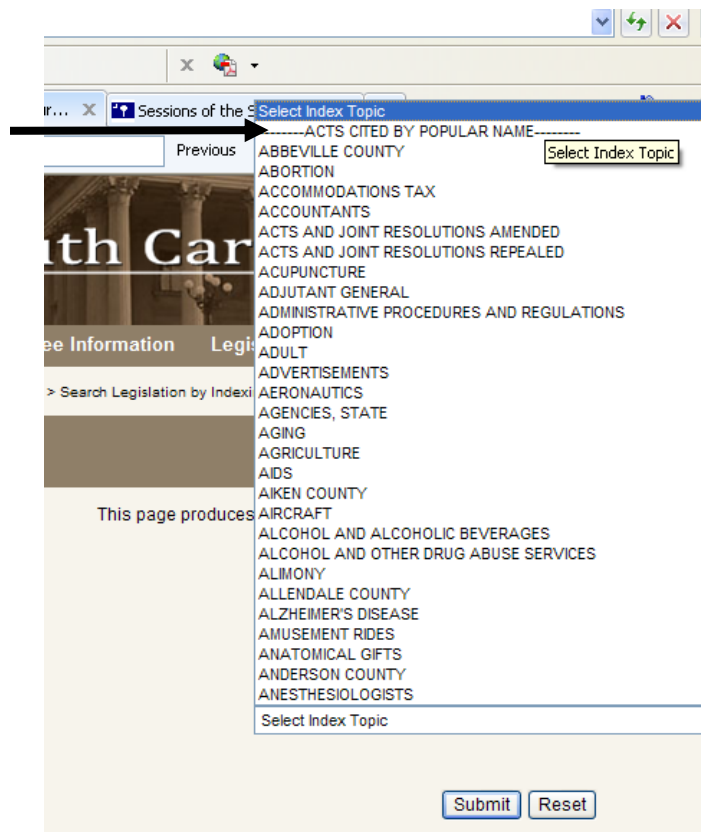 Sessions of the S
Select Index Topic
-------ACTS CITED BY POPULAR NAME--------
Previous
ABBEVILLE COUNTY
Select Index Topic
ABORTION
ACCOMMODATIONS TAX
ACCOUNTANTS
ACTS AND JOINT RESOLUTIONS AMENDED
ACTS AND JOINT RESOLUTIONS REPEALED
uth Car
ACUPUNCTURE
ADJUTANT GENERAL
ADMINISTRATIVE PROCEDURES AND REGULATIONS
ADOPTION
ee Information Legis
ADULT
ADVERTISEMENTS
> Search Legislation by Indexi
AERONAUTICS
AGENCIES, STATE
AGING
AGRICULTURE
AIDS
AIKEN COUNTY
This page produces
AIRCRAFT
ALCOHOL AND ALCOHOLIC BEVERAGES
ALCOHOL AND OTHER DRUG ABUSE SERVICES
ALIMONY
ALLENDALE COUNTY
ALZHEIMER'S DISEASE
AMUSEMENT RIDES
ANATOMICAL GIFTS
ANDERSON COUNTY
ANESTHESIOLOGISTS
Select Index Topic
Submit Reset